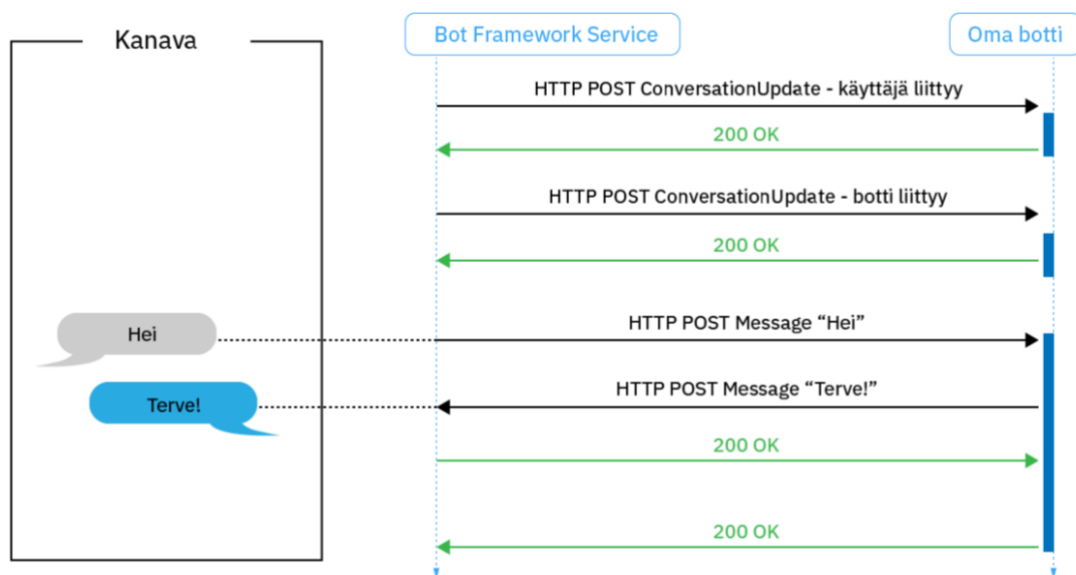 Kanava
Bot Framework Service
Oma botti
HTTP POST ConversationUpdate - käyttäjä liittyy
200 OK
HTTP POST ConversationUpdate - botti liittyy
200 OK
Hei
HTTP POST Message “Hei”
Terve!
HTTP POST Message “Terve!”
200 OK
200 OK